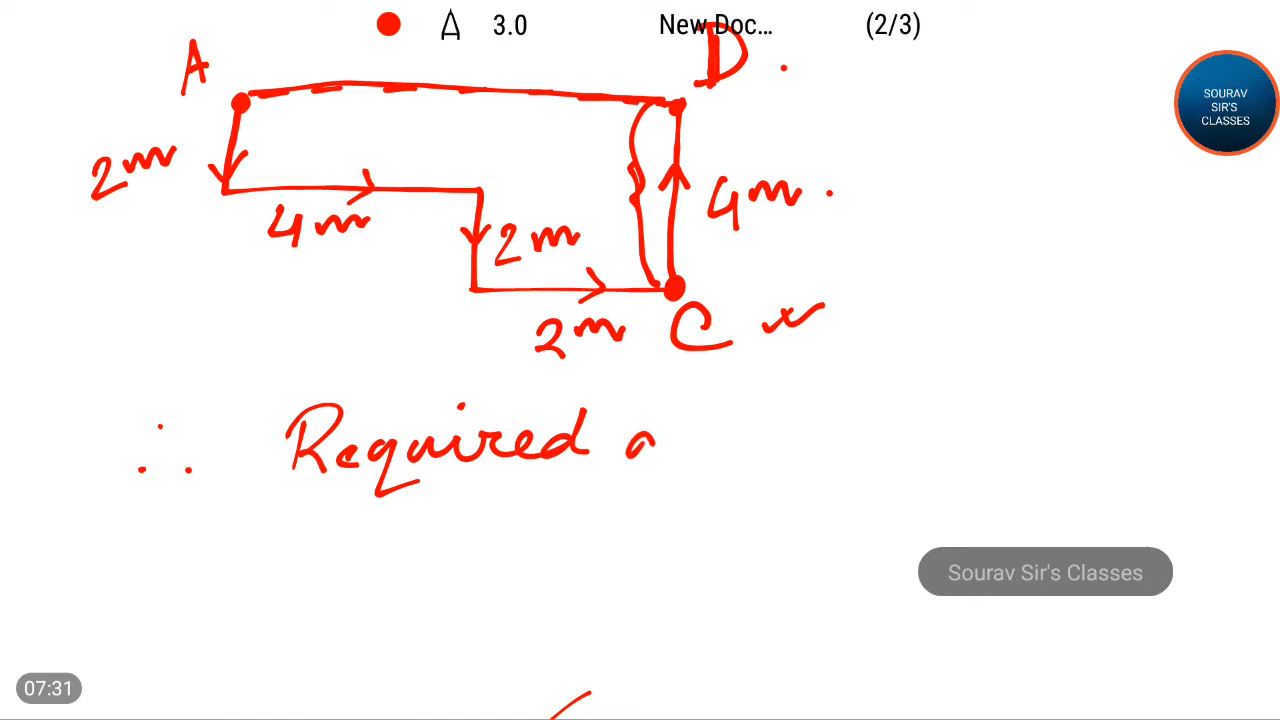 3.0 New Doc... (2/3)
A D.
SOURAV
SIR'S
CLASSES
2m 4m.
4m 2m
2m C
∴ Required a
Sourav Sir's Classes
07:31